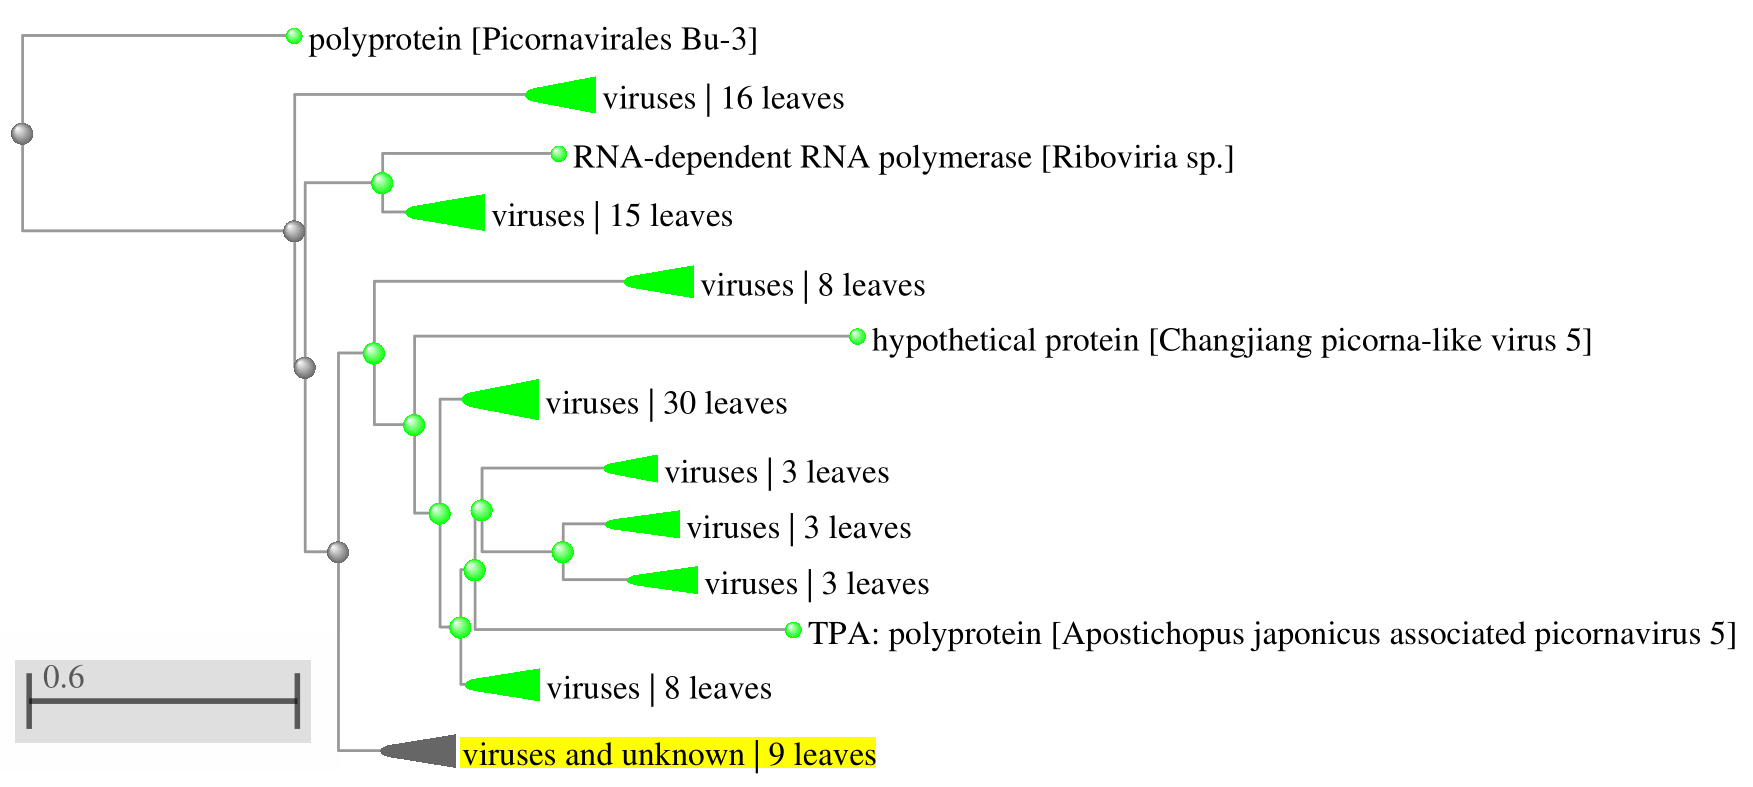 polyprotein [Picornavirales Bu-3]
viruses | 16 leaves
RNA-dependent RNA polymerase [Riboviria sp.]
viruses | 15 leaves
viruses | 8 leaves
hypothetical protein [Changjiang picorna-like virus 5]
viruses | 30 leaves
viruses | 3 leaves
viruses | 3 leaves
viruses | 3 leaves
TPA: polyprotein [Apostichopus japonicus associated picornavirus 5]
0.6
viruses | 8 leaves
viruses and unknown | 9 leaves